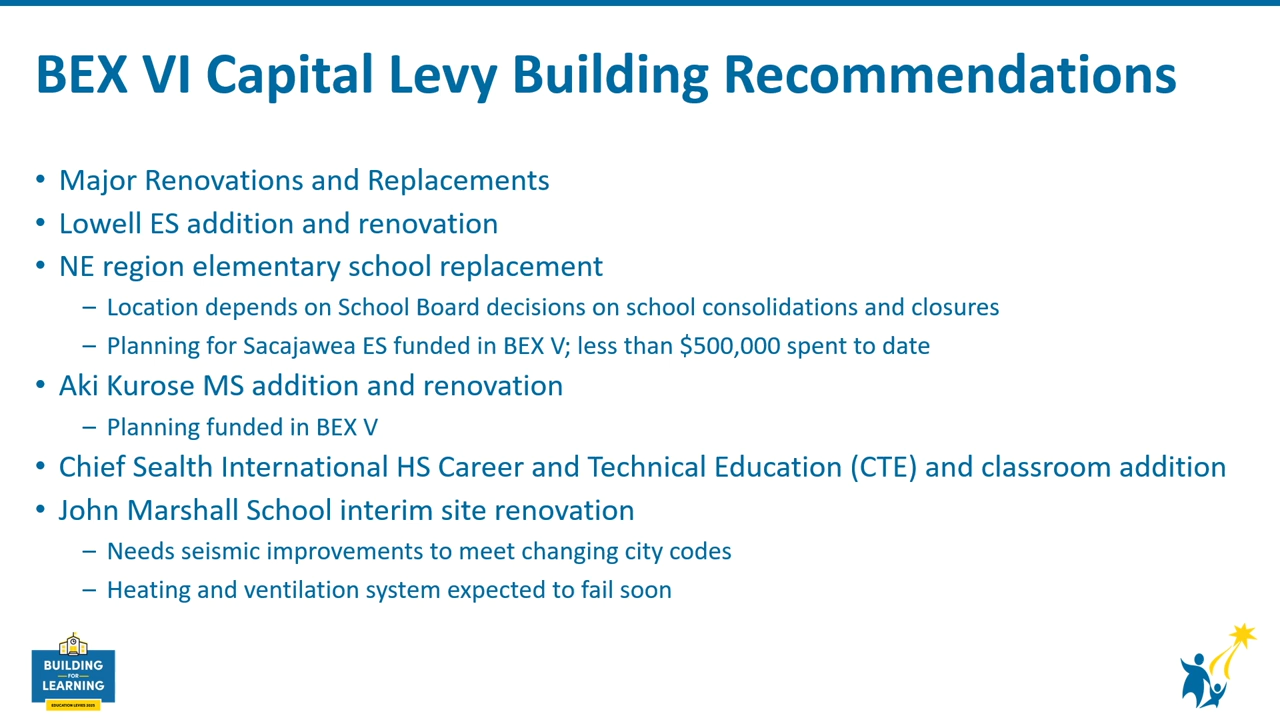 BEX VI Capital Levy Building Recommendations
• Major Renovations and Replacements
• Lowell ES addition and renovation
• NE region elementary school replacement
– Location depends on School Board decisions on school consolidations and closures
– Planning for Sacajawea ES funded in BEX V; less than $500,000 spent to date
• Aki Kurose MS addition and renovation
– Planning funded in BEX V
• Chief Sealth International HS Career and Technical Education (CTE) and classroom addition
• John Marshall School interim site renovation
– Needs seismic improvements to meet changing city codes
– Heating and ventilation system expected to fail soon
BUILDING
FOR
LEARNING
EDUCATION LEVIES 2025